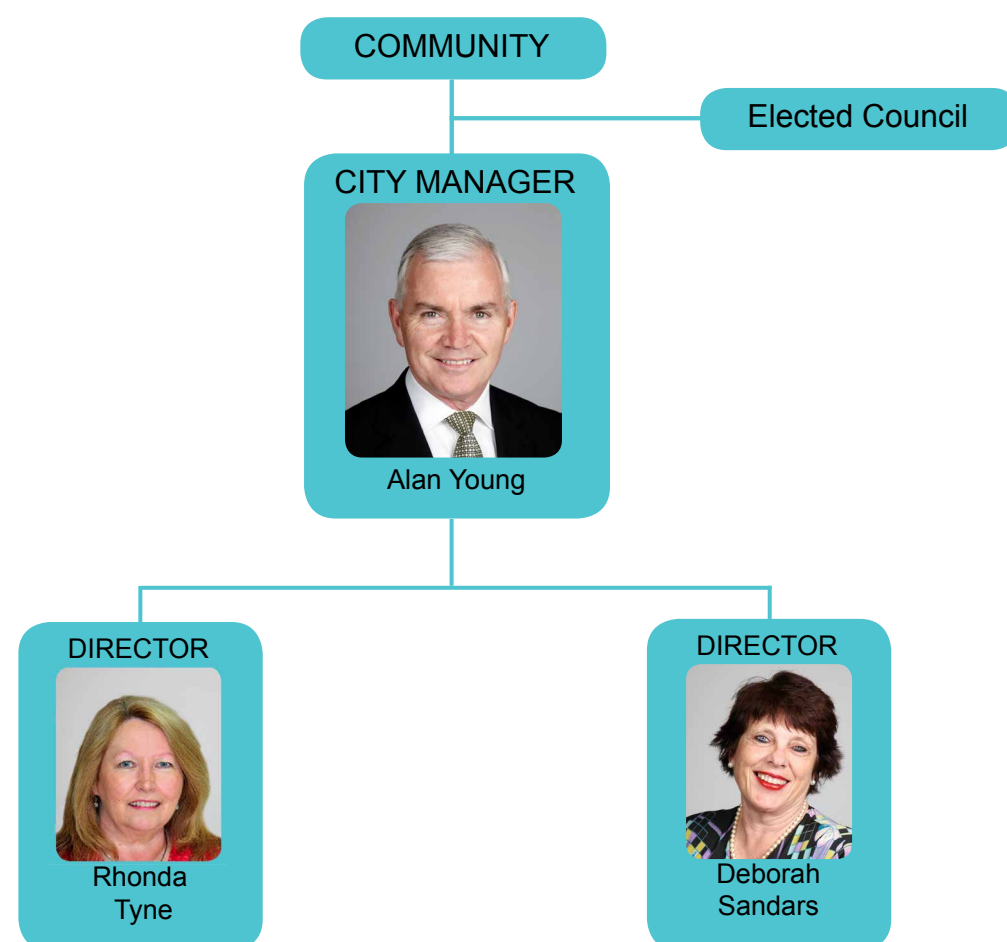 COMMUNITY
Elected Council
CITY MANAGER
Alan Young
DIRECTOR
Rhonda
Tyne
DIRECTOR
Deborah
Sandars